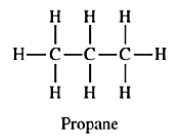 H H H
H—C—C—C—H
H H H
Propane